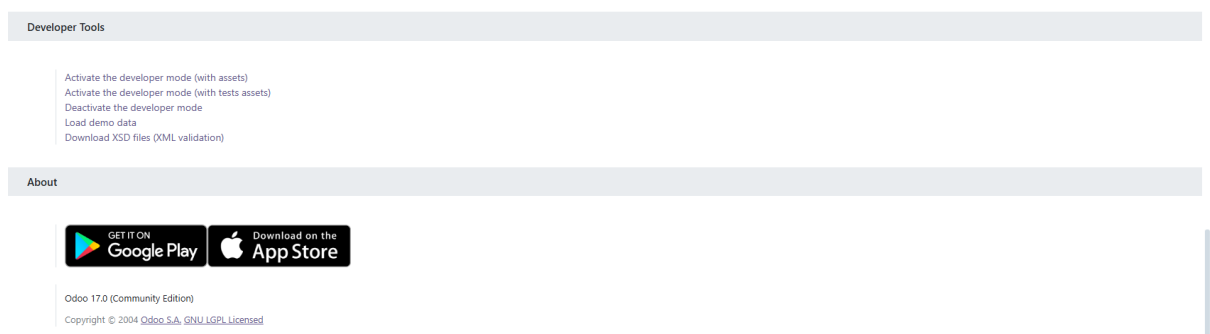 Developer Tools
Activate the developer mode (with assets)
Activate the developer mode (with tests assets)
Deactivate the developer mode
Load demo data
Download XSD files (XML validation)
About
GET IT ON
Google Play
Download on the
App Store
Odoo 17.0 (Community Edition)
Copyright © 2004 Odoo S.A. GNU LGPL Licensed